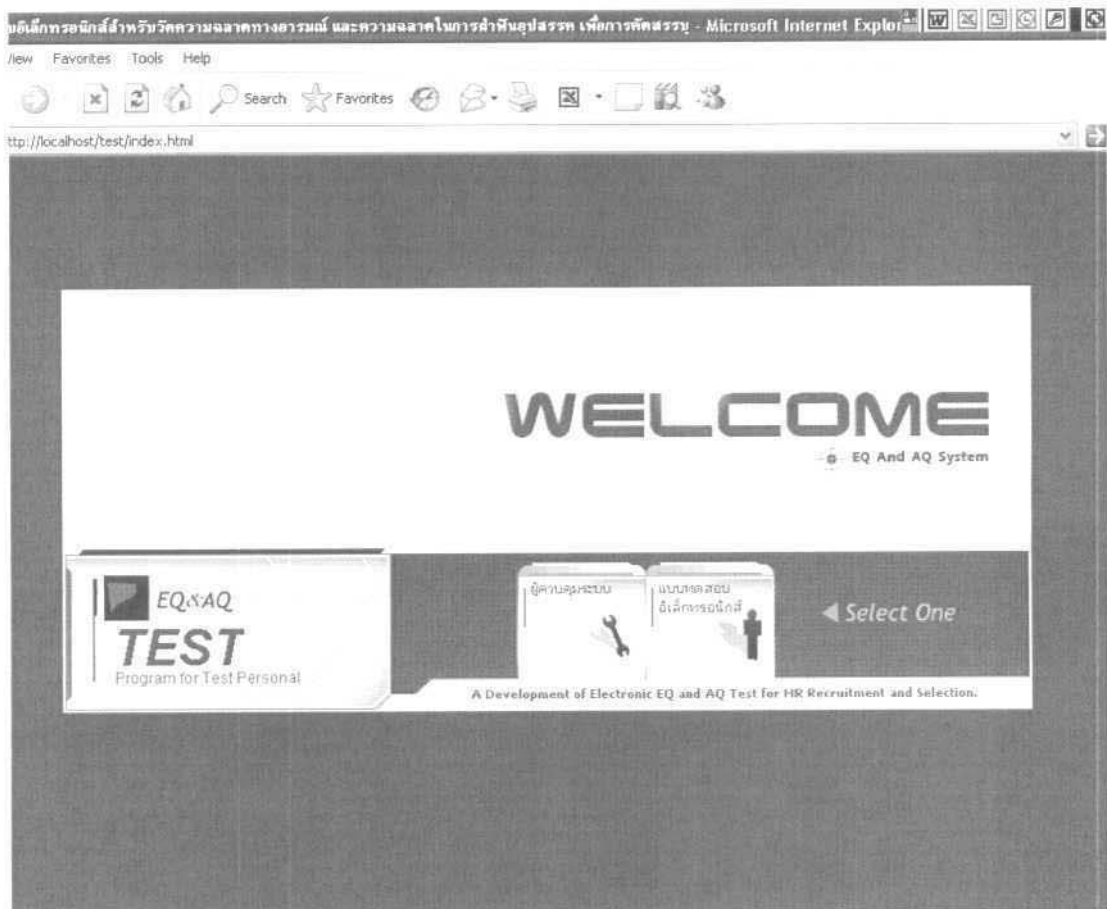 บอิเล็กทรอนิกส์สำหรับวัดความฉลาดทางอารมณ์ และความฉลาดในการฝ่าฟันอุปสรรค เพื่อการคัดสรรบุ - Microsoft Internet Explor
View Favorites Tools Help
Search Favorites
ttp://localhost/test/index.html
WELCOME
EQ And AQ System
EQ&AQ
TEST
Program for Test Personal
ผู้ควบคุมระบบ
แบบทดสอบ
อิเล็กทรอนิกส์
Select One
A Development of Electronic EQ and AQ Test for HR Recruitment and Selection.